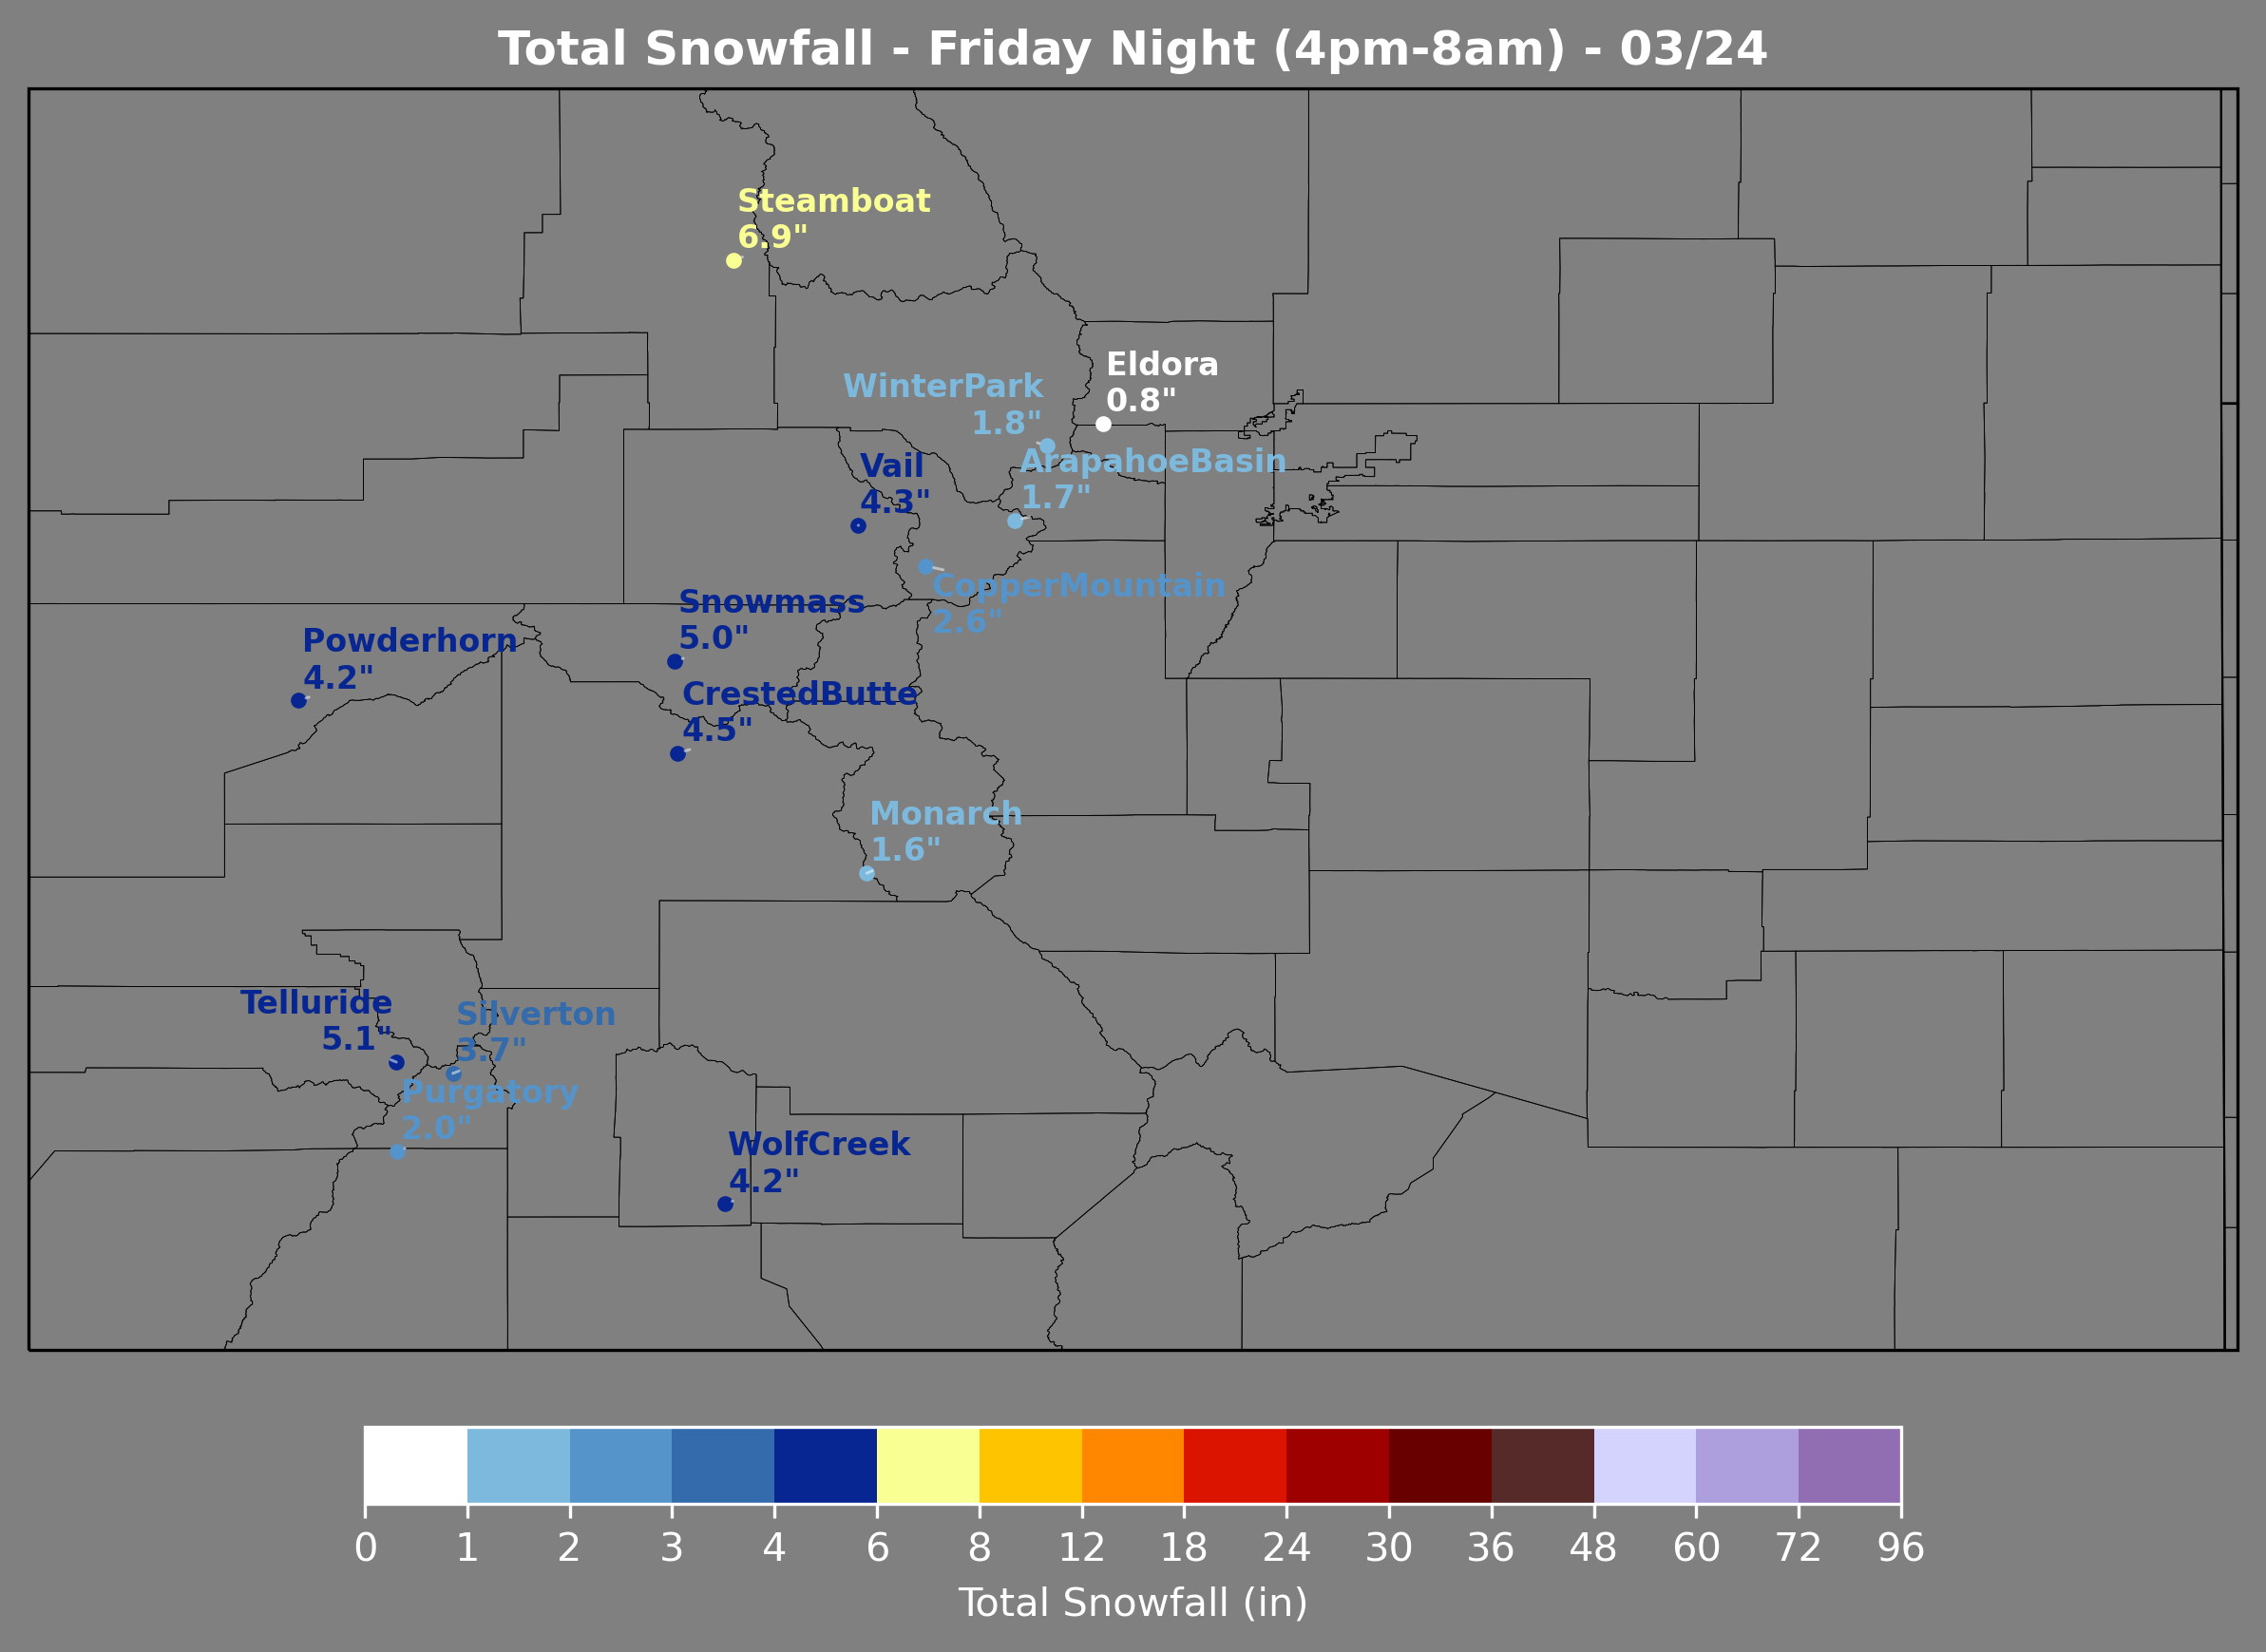 Total Snowfall - Friday Night (4pm-8am) - 03/24
Steamboat
6.9"
Eldora
0.8"
WinterPark
1.8"
ArapahoeBasin
1.7"
Vail
4.3"
CopperMountain
2.6"
Snowmass
5.0"
Powderhorn
4.2"
CrestedButte
4.5"
Monarch
1.6"
Telluride
5.1"
Silverton
3.7"
Purgatory
2.0"
WolfCreek
4.2"
0 1 2 3 4 6 8 12 18 24 30 36 48 60 72 96
Total Snowfall (in)